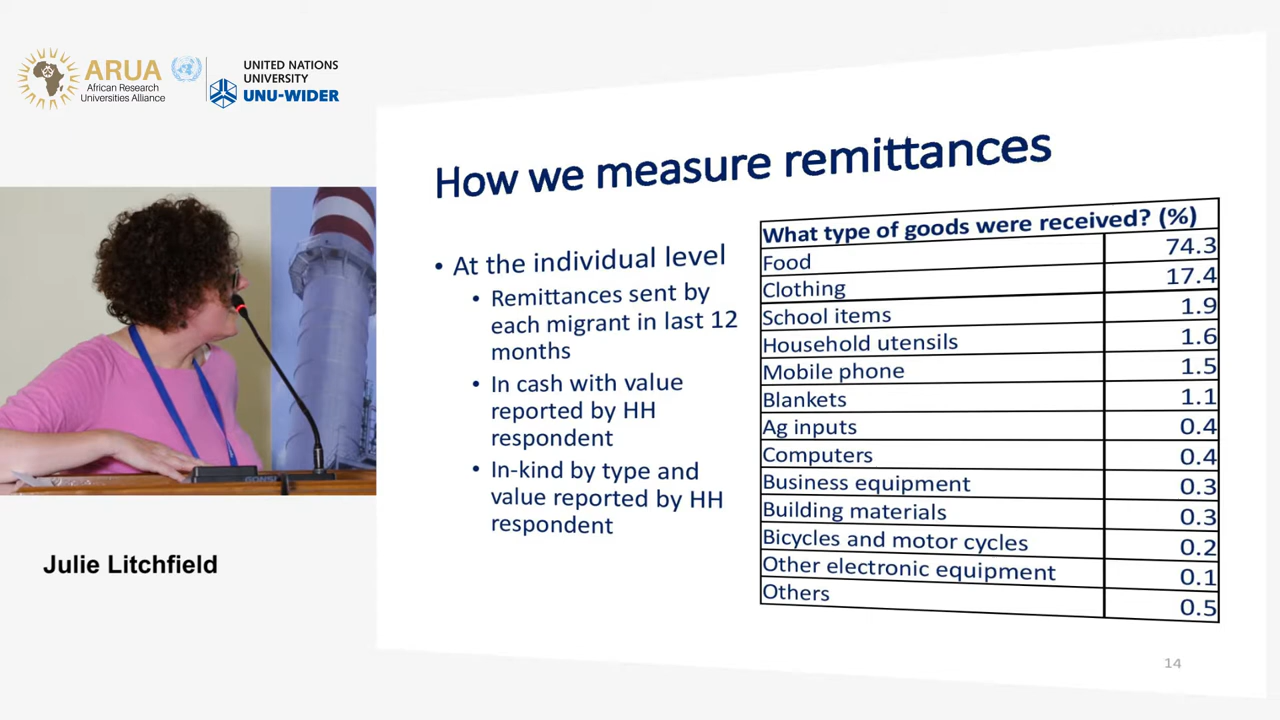 ARUA
African Research
Universities Alliance
UNITED NATIONS
UNIVERSITY
UNU-WIDER
How we measure remittances
• At the individual level
• Remittances sent by
each migrant in last 12
months
• In cash with value
reported by HH
respondent
• In-kind by type and
value reported by HH
respondent
What type of goods were received? (%)
Food 74.3
Clothing 17.4
School items 1.9
Household utensils 1.6
Mobile phone 1.5
Blankets 1.1
Ag inputs 0.4
Computers 0.4
Business equipment 0.3
Building materials 0.3
Bicycles and motor cycles 0.2
Other electronic equipment 0.1
Others 0.5
14
Julie Litchfield